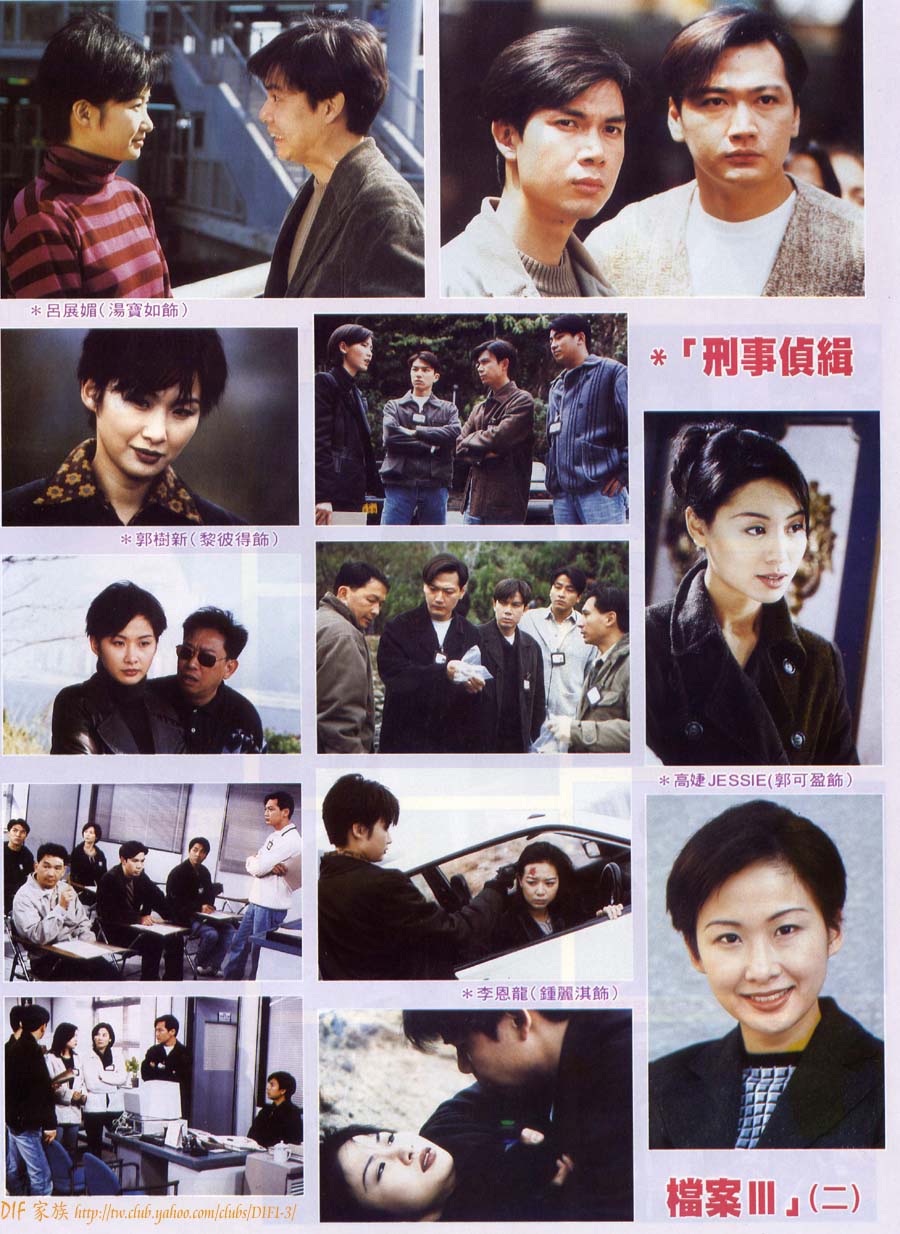 ＊呂展媚(湯寶如飾)
＊「刑事偵緝
＊郭樹新(黎彼得飾)
＊高婕JESSIE(郭可盈飾)
＊李恩龍(鍾麗淇飾)
檔案III」(二)
DIF 家族 http://tw.club.yahoo.com/clubs/DIF1-3/